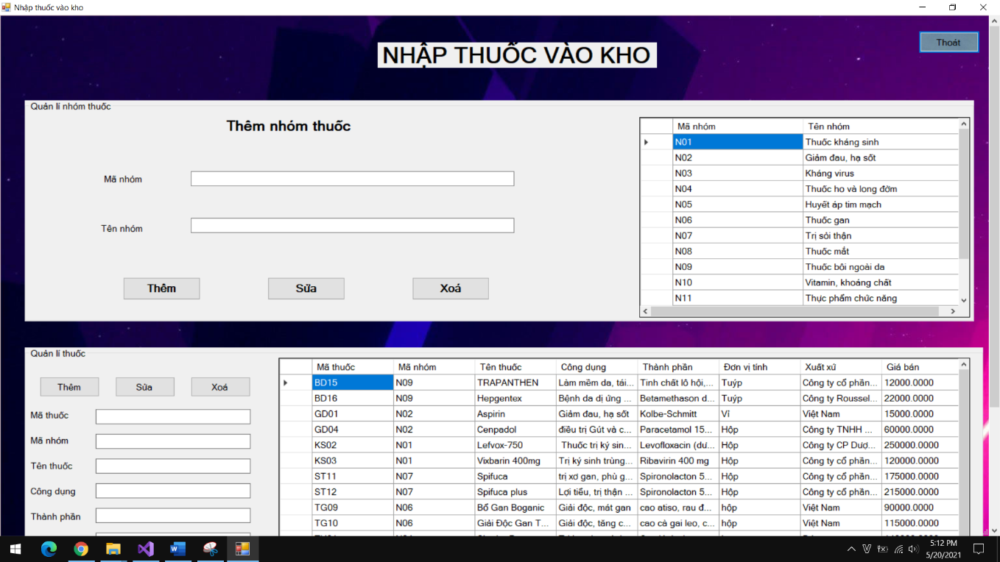 Nhập thuốc vào kho
NHẬP THUỐC VÀO KHO
Thoát
Quản lí nhóm thuốc
Thêm nhóm thuốc
Mã nhóm
Tên nhóm
Thêm Sửa Xoá
Mã nhóm Tên nhóm
N01 Thuốc kháng sinh
N02 Giảm đau, hạ sốt
N03 Kháng virus
N04 Thuốc ho và long đờm
N05 Huyết áp tim mạch
N06 Thuốc gan
N07 Trị sỏi thận
N08 Thuốc mắt
N09 Thuốc bôi ngoài da
N10 Vitamin, khoáng chất
N11 Thực phẩm chức năng
Quản lí thuốc
Thêm Sửa Xoá
Mã thuốc
Mã nhóm
Tên thuốc
Công dụng
Thành phần
Mã thuốc Mã nhóm Tên thuốc Công dụng Thành phần Đơn vị tính Xuất xứ Giá bán
BD15 N09 TRAPANTHEN Làm mềm da, tái... Tinh chất lô hội,... Tuýp Công ty cổ phần... 12000.0000
BD16 N09 Hepgentex Bệnh da dị ứng ... Betamethason d... Tuýp Công ty Roussel... 22000.0000
GD01 N02 Aspirin Giảm đau, hạ sốt Kolbe-Schmitt Vĩ Việt Nam 15000.0000
GD04 N02 Cenpadol điều trị Gút và c... Paracetamol 15... Hộp Công ty TNHH ... 60000.0000
KS02 N01 Lefvox-750 Thuốc trị ký sin... Levofloxacin (dư... Hộp Công ty CP Dượ... 250000.0000
KS03 N01 Vixbarin 400mg Trị ký sinh trùng... Ribavirin 400 mg Hộp Công ty cổ phần... 120000.0000
ST11 N07 Spifuca trị xơ gan, phù g... Spironolacton 5... Hộp Công ty cổ phần... 175000.0000
ST12 N07 Spifuca plus Lợi tiểu, trị thận ... Spironolacton 5... Hộp Công ty cổ phần... 215000.0000
TG09 N06 Bổ Gan Boganic Giải độc, mát gan cao atiso, rau đ... hộp Việt Nam 90000.0000
TG10 N06 Giải Độc Gan T... Giải độc, tăng c... cao cà gai leo, c... hộp Việt Nam 115000.0000
5:12 PM
5/20/2021